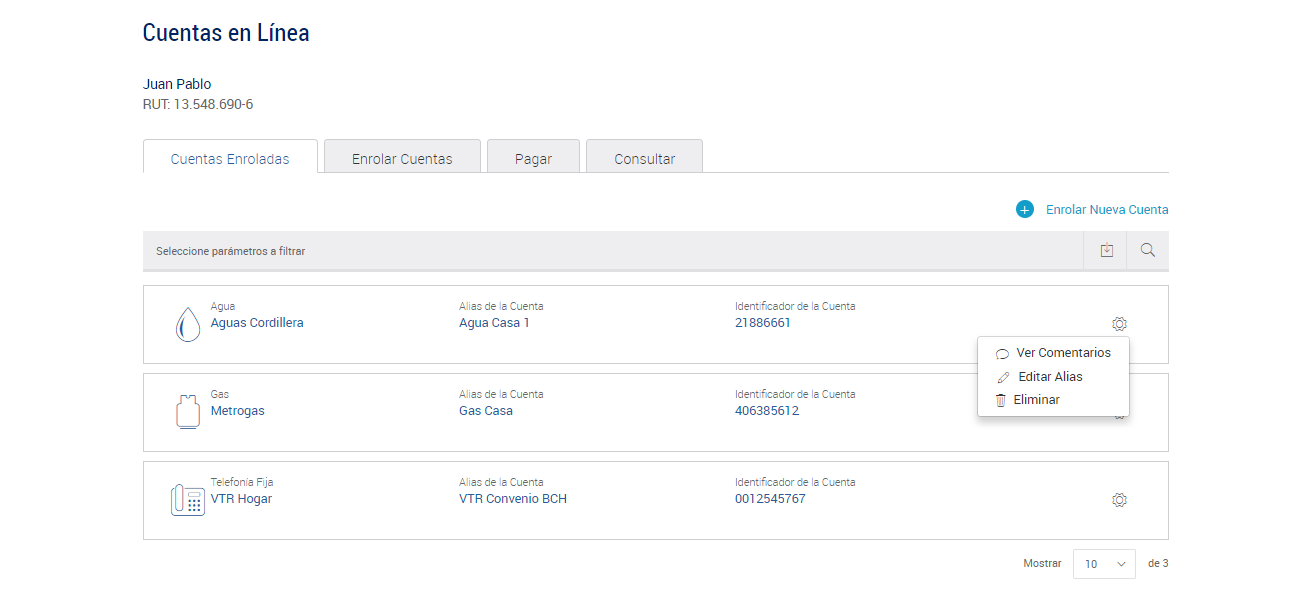 Cuentas en Línea
Juan Pablo
RUT: 13.548.690-6
Cuentas Enroladas Enrolar Cuentas Pagar Consultar
Enrolar Nueva Cuenta
Seleccione parámetros a filtrar
Agua Alias de la Cuenta Identificador de la Cuenta
Aguas Cordillera Agua Casa 1 21886661
Ver Comentarios
Editar Alias
Eliminar
Gas Alias de la Cuenta Identificador de la Cuenta
Metrogas Gas Casa 406385612
Telefonía Fija Alias de la Cuenta Identificador de la Cuenta
VTR Hogar VTR Convenio BCH 0012545767
Mostrar 10 de 3